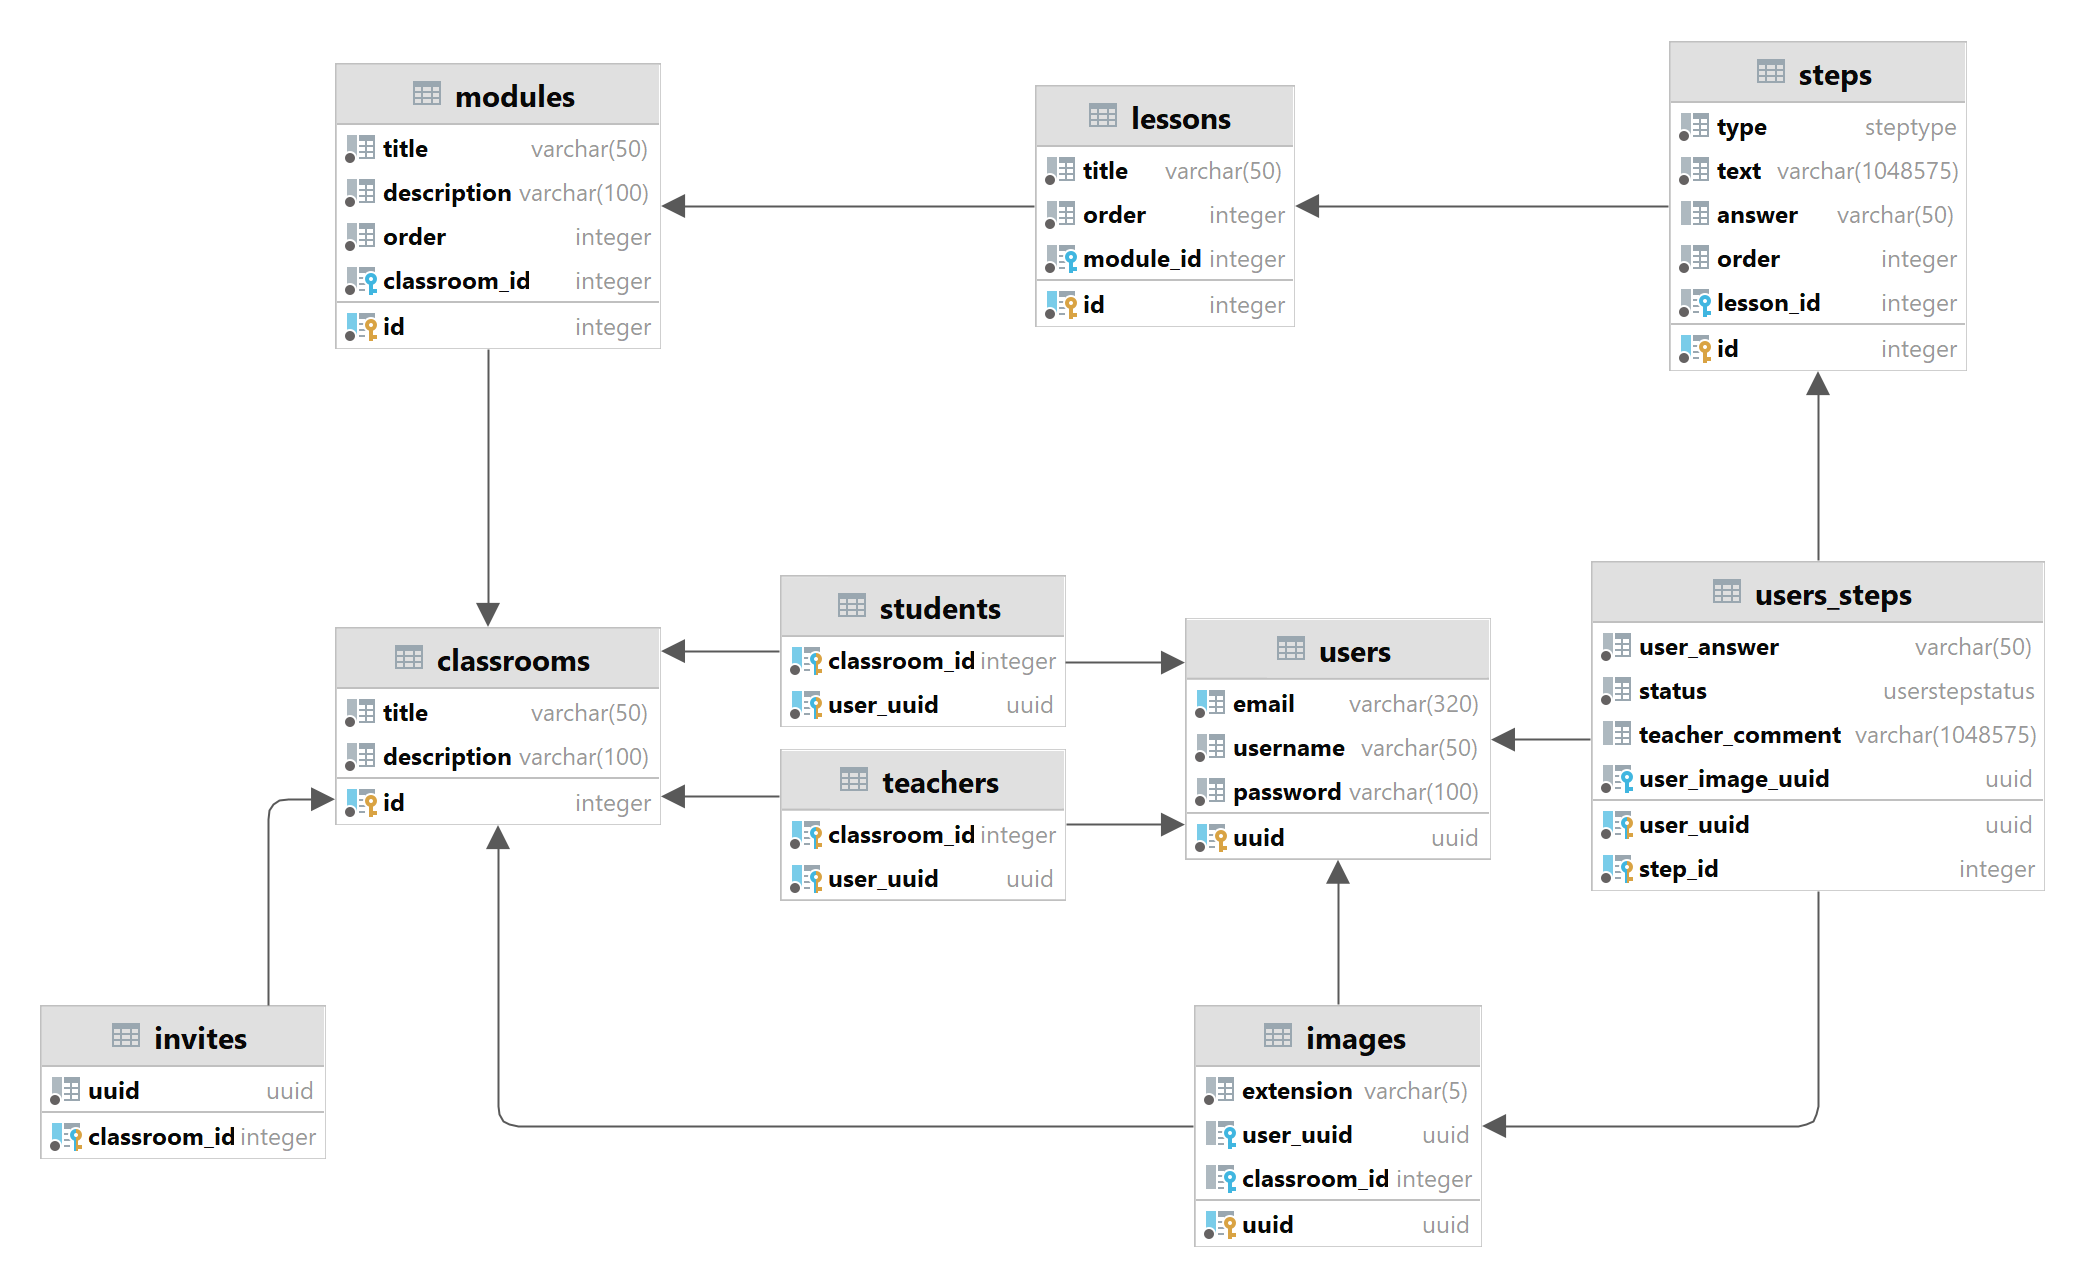 modules
title varchar(50)
description varchar(100)
order integer
classroom_id integer
id integer
lessons
title varchar(50)
order integer
module_id integer
id integer
steps
type steptype
text varchar(1048575)
answer varchar(50)
order integer
lesson_id integer
id integer
classrooms
title varchar(50)
description varchar(100)
id integer
students
classroom_id integer
user_uuid uuid
teachers
classroom_id integer
user_uuid uuid
users
email varchar(320)
username varchar(50)
password varchar(100)
uuid uuid
users_steps
user_answer varchar(50)
status userstepstatus
teacher_comment varchar(1048575)
user_image_uuid uuid
user_uuid uuid
step_id integer
invites
uuid uuid
classroom_id integer
images
extension varchar(5)
user_uuid uuid
classroom_id integer
uuid uuid